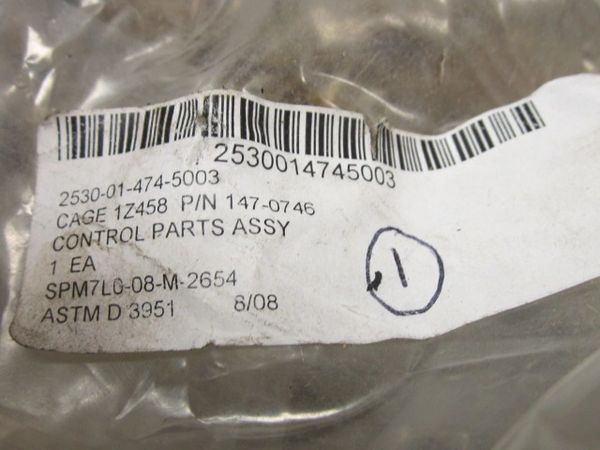 2530014745003
2530-01-474-5003
CAGE 1Z458 P/N 147-0746
CONTROL PARTS ASSY
1 EA
SPM7L0-08-M-2654
ASTM D 3951 8/08
1